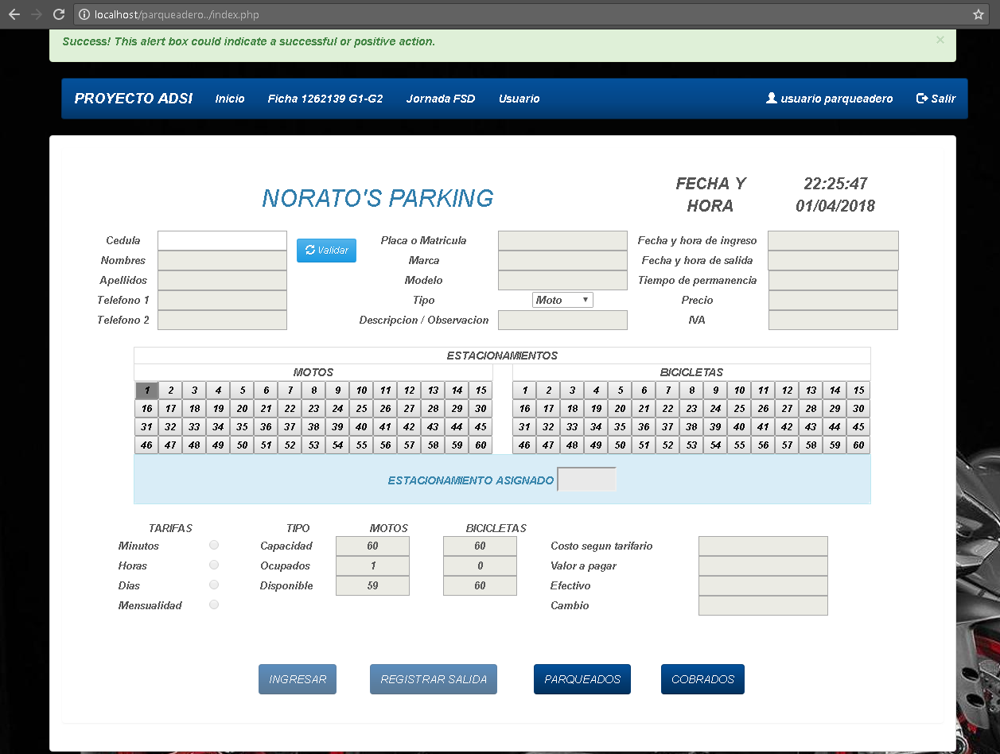 localhost/parqueadero../index.php
Success! This alert box could indicate a successful or positive action. ×
PROYECTO ADSI Inicio Ficha 1262139 G1-G2 Jornada FSD Usuario usuario parqueadero Salir
NORATO'S PARKING
FECHA Y HORA
22:25:47
01/04/2018
Cedula Validar Placa o Matricula Fecha y hora de ingreso
Nombres Marca Fecha y hora de salida
Apellidos Modelo Tiempo de permanencia
Telefono 1 Tipo Moto Precio
Telefono 2 Descripcion / Observacion IVA
ESTACIONAMIENTOS
MOTOS BICICLETAS
1 2 3 4 5 6 7 8 9 10 11 12 13 14 15 1 2 3 4 5 6 7 8 9 10 11 12 13 14 15
16 17 18 19 20 21 22 23 24 25 26 27 28 29 30 16 17 18 19 20 21 22 23 24 25 26 27 28 29 30
31 32 33 34 35 36 37 38 39 40 41 42 43 44 45 31 32 33 34 35 36 37 38 39 40 41 42 43 44 45
46 47 48 49 50 51 52 53 54 55 56 57 58 59 60 46 47 48 49 50 51 52 53 54 55 56 57 58 59 60
ESTACIONAMIENTO ASIGNADO
TARIFAS TIPO MOTOS BICICLETAS
Minutos Capacidad 60 60 Costo segun tarifario
Horas Ocupados 1 0 Valor a pagar
Dias Disponible 59 60 Efectivo
Mensualidad Cambio
INGRESAR REGISTRAR SALIDA PARQUEADOS COBRADOS